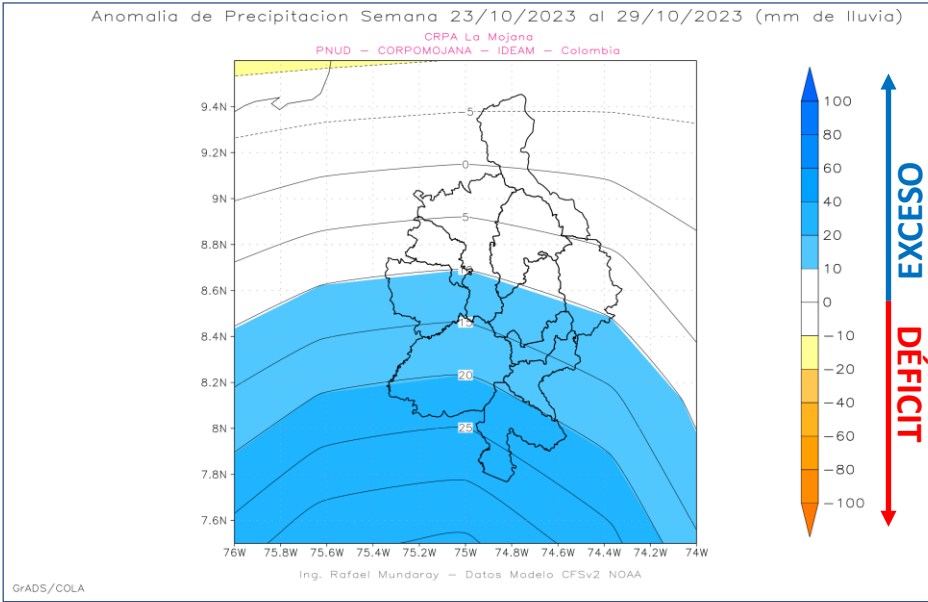 Anomalia de Precipitacion Semana 23/10/2023 al 29/10/2023 (mm de lluvia)
CRPA La Mojana
PNUD – CORPOMOJANA – IDEAM – Colombia
9.4N
9.2N
9N
8.8N
8.6N
8.4N
8.2N
8N
7.8N
7.6N
-5
0
5
10
15
20
25
76W 75.8W 75.6W 75.4W 75.2W 75W 74.8W 74.6W 74.4W 74.2W 74W
100
80
60
40
20
10
0
-10
-20
-40
-60
-80
-100
EXCESO
DÉFICIT
Ing. Rafael Mundaray – Datos Modelo CFSv2 NOAA
GrADS/COLA